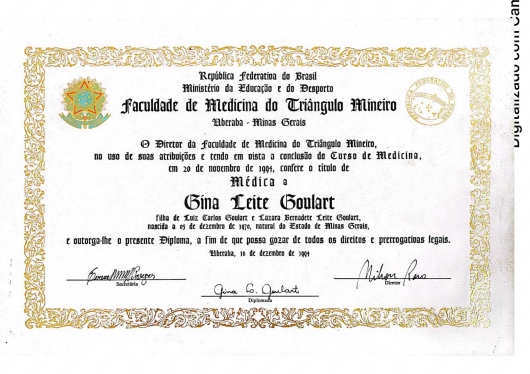 República Federativa do Brasil
Ministério da Educação e do Desporto
Faculdade de Medicina do Triângulo Mineiro
Uberaba - Minas Gerais
O Diretor da Faculdade de Medicina do Triângulo Mineiro,
no uso de suas atribuições e tendo em vista a conclusão do Curso de Medicina,
em 20 de novembro de 1994, confere o título de
Médica a
Gina Leite Goulart
filha de Luiz Carlos Goulart e Lazara Bernadete Leite Goulart,
nascida a 05 de dezembro de 1970, natural do Estado de Minas Gerais,
e outorga-lhe o presente Diploma, a fim de que possa gozar de todos os direitos e prerrogativas legais.
Uberaba, 10 de dezembro de 1994
Secretária
Gina L. Goulart
Diplomada
Nilson
Diretor
Digitalizado com Cam